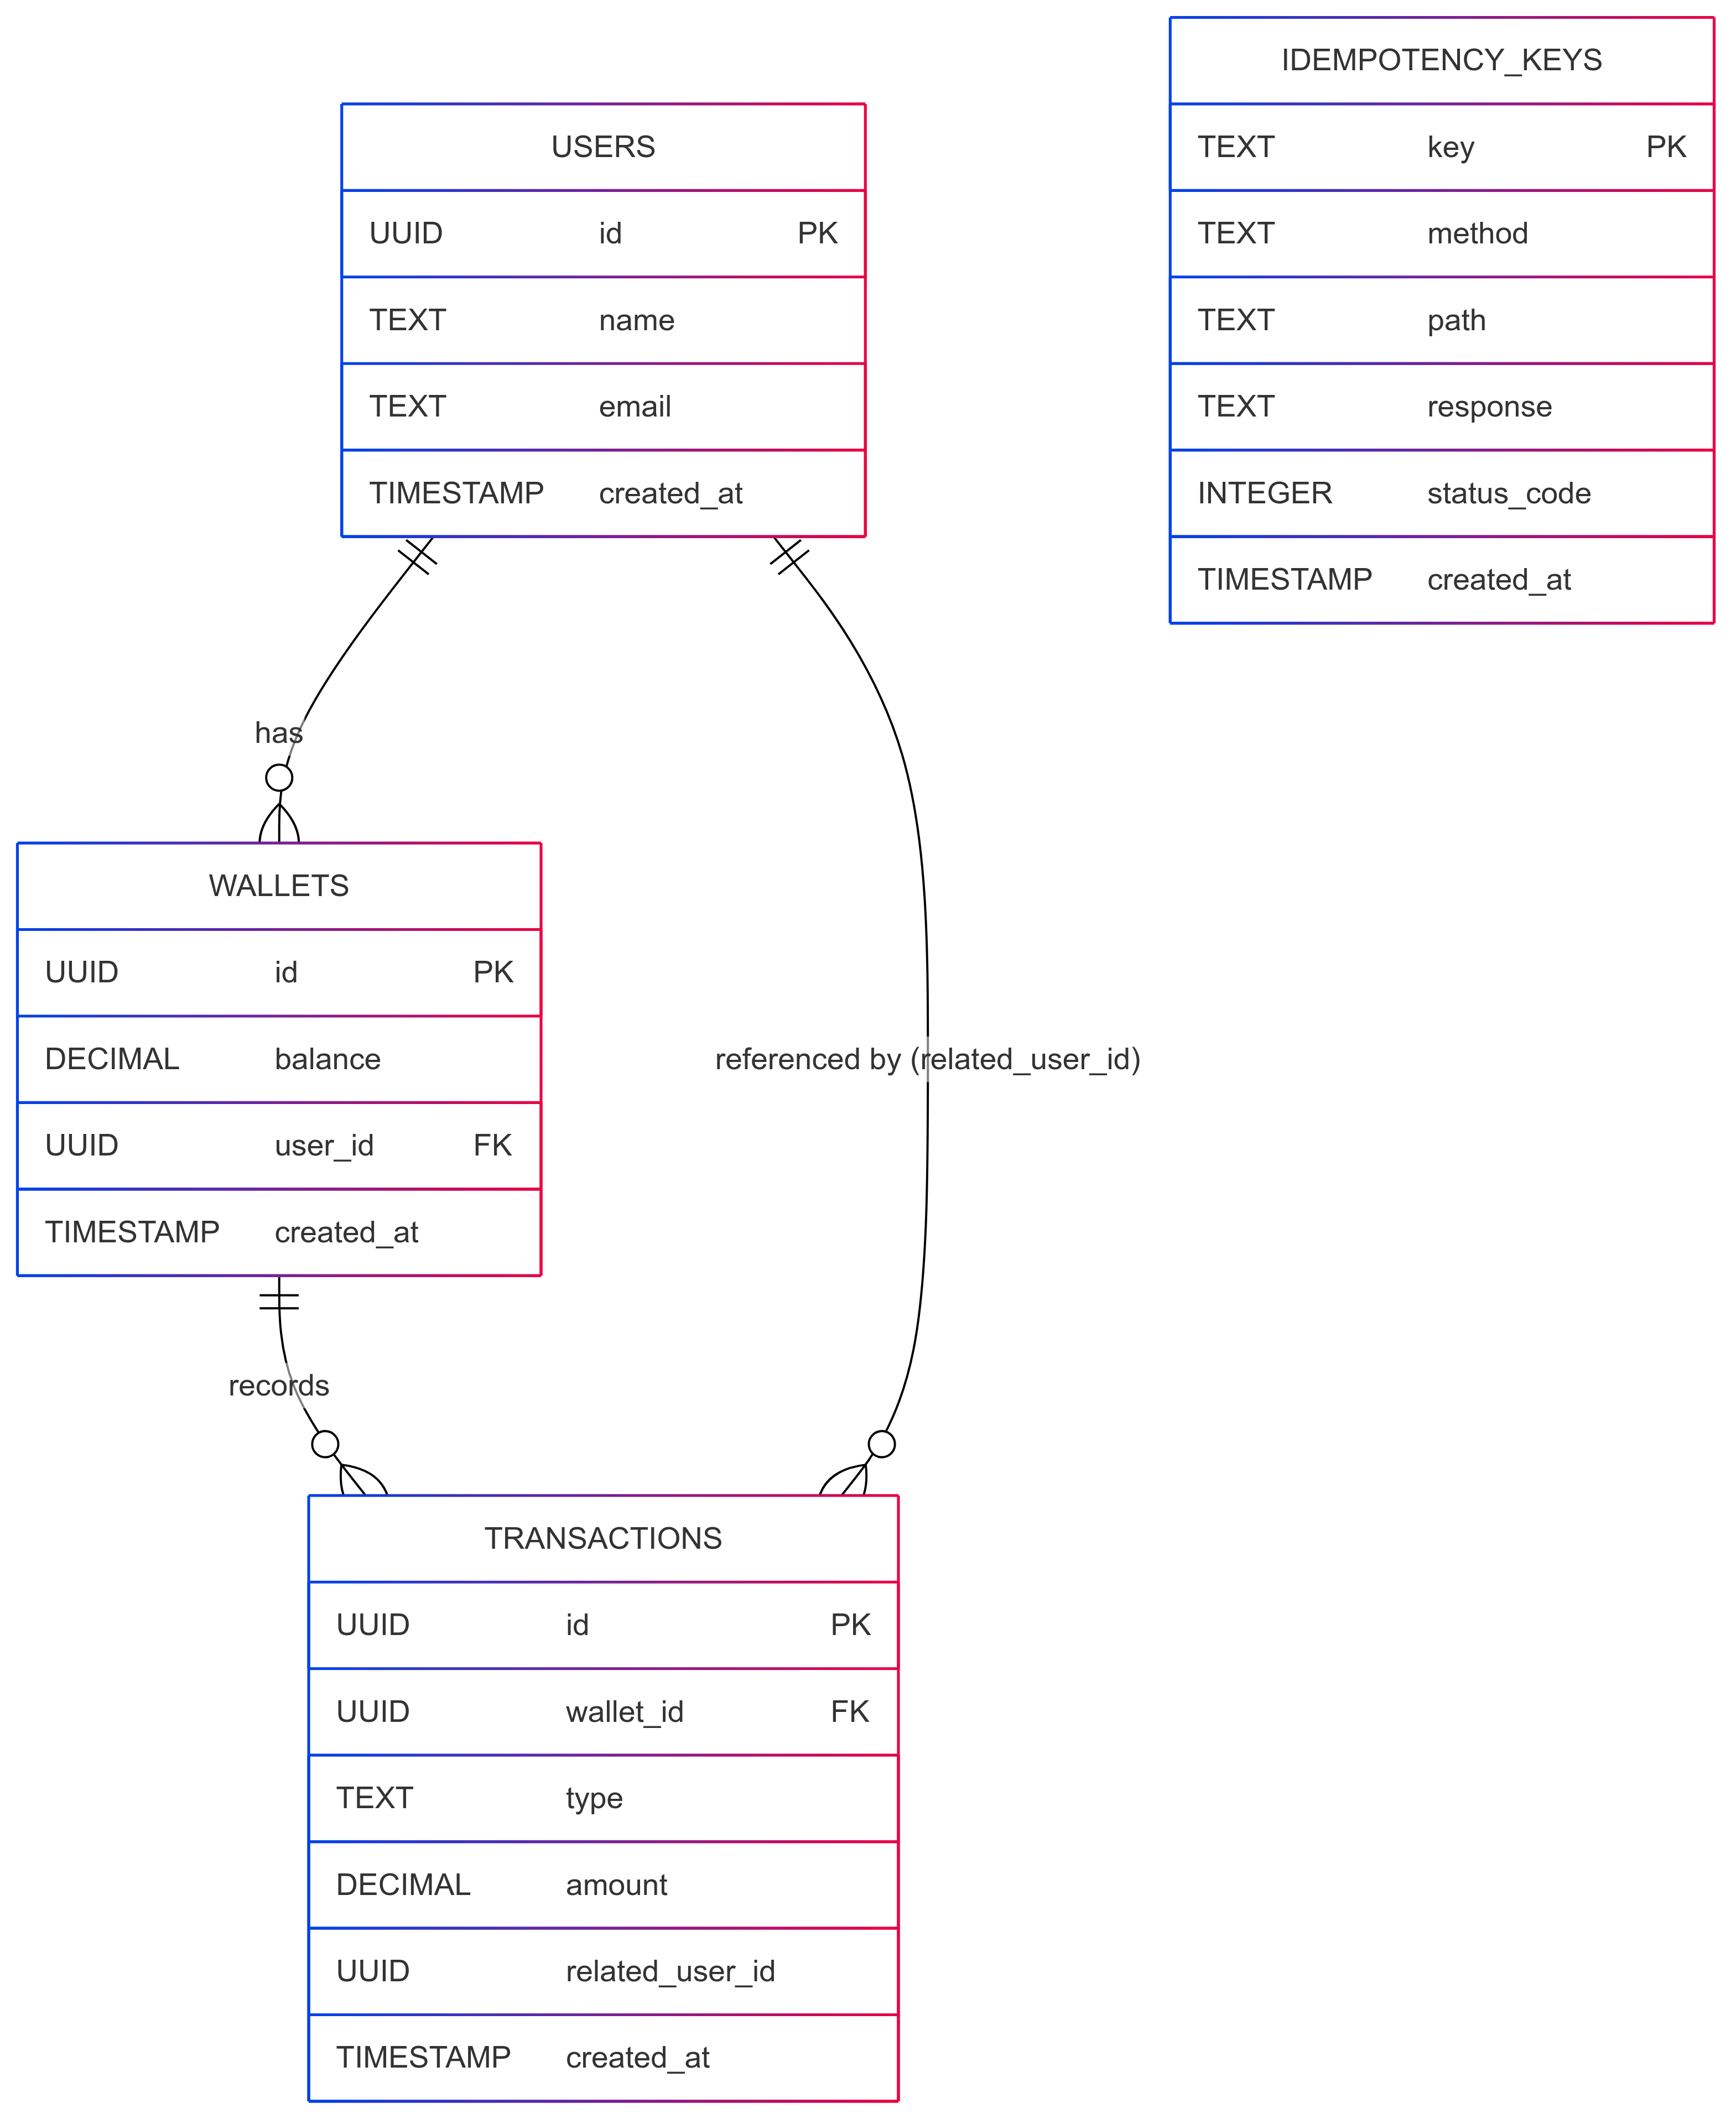 IDEMPOTENCY_KEYS
TEXT key PK
TEXT method
TEXT path
TEXT response
INTEGER status_code
TIMESTAMP created_at
USERS
UUID id PK
TEXT name
TEXT email
TIMESTAMP created_at
has
referenced by (related_user_id)
WALLETS
UUID id PK
DECIMAL balance
UUID user_id FK
TIMESTAMP created_at
records
TRANSACTIONS
UUID id PK
UUID wallet_id FK
TEXT type
DECIMAL amount
UUID related_user_id
TIMESTAMP created_at